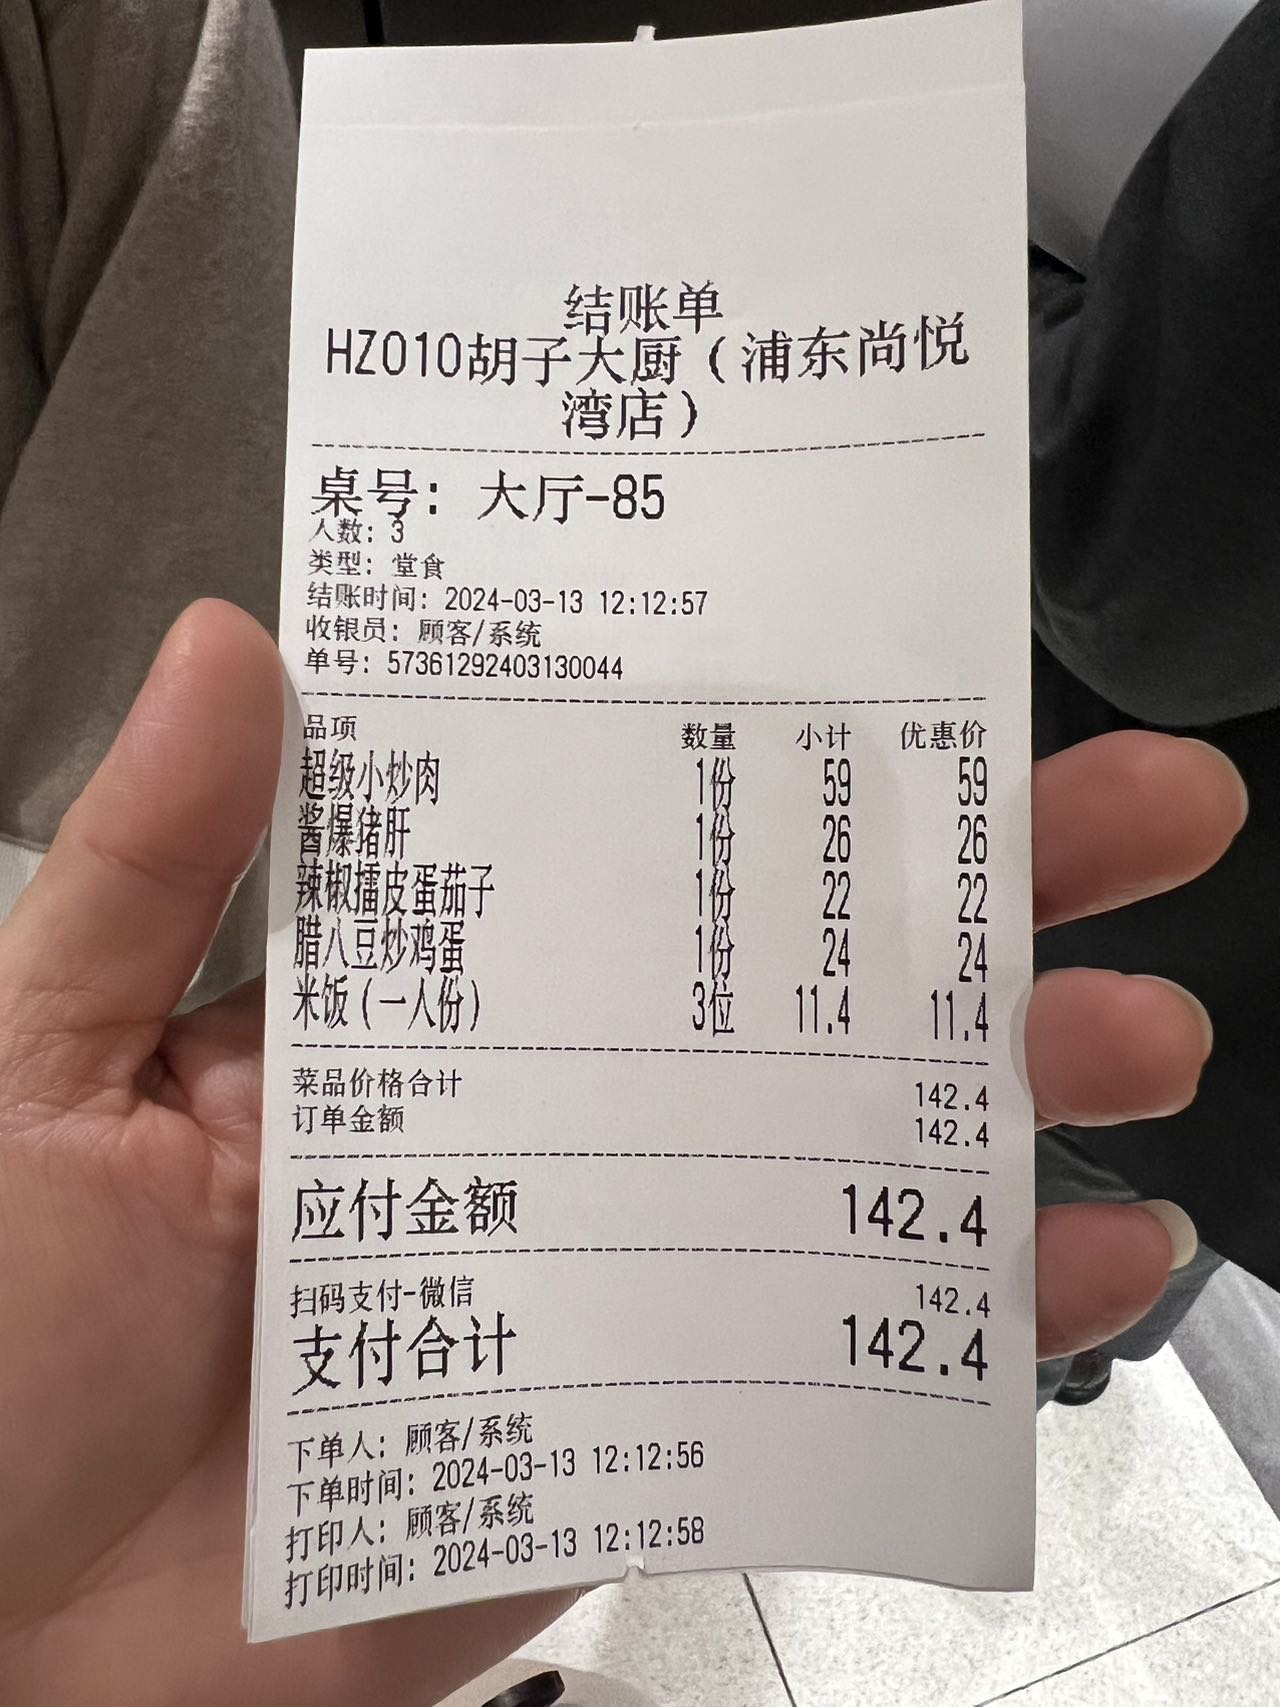 结账单
HZ010胡子大厨（浦东尚悦
湾店）
桌号: 大厅-85
人数: 3
类型: 堂食
结账时间: 2024-03-13 12:12:57
收银员: 顾客/系统
单号: 57361292403130044
品项 数量 小计 优惠价
超级小炒肉 1份 59 59
酱爆猪肝 1份 26 26
辣椒擂皮蛋茄子 1份 22 22
腊八豆炒鸡蛋 1份 24 24
米饭（一人份） 3位 11.4 11.4
菜品价格合计 142.4
订单金额 142.4
应付金额 142.4
扫码支付-微信 142.4
支付合计 142.4
下单人: 顾客/系统
下单时间: 2024-03-13 12:12:56
打印人: 顾客/系统
打印时间: 2024-03-13 12:12:58